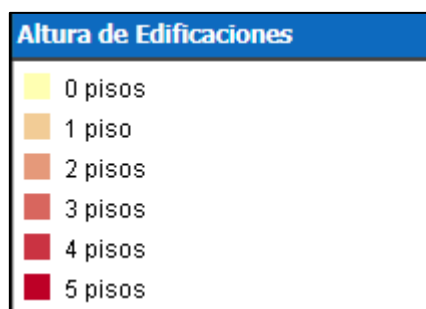 Altura de Edificaciones
0 pisos
1 piso
2 pisos
3 pisos
4 pisos
5 pisos